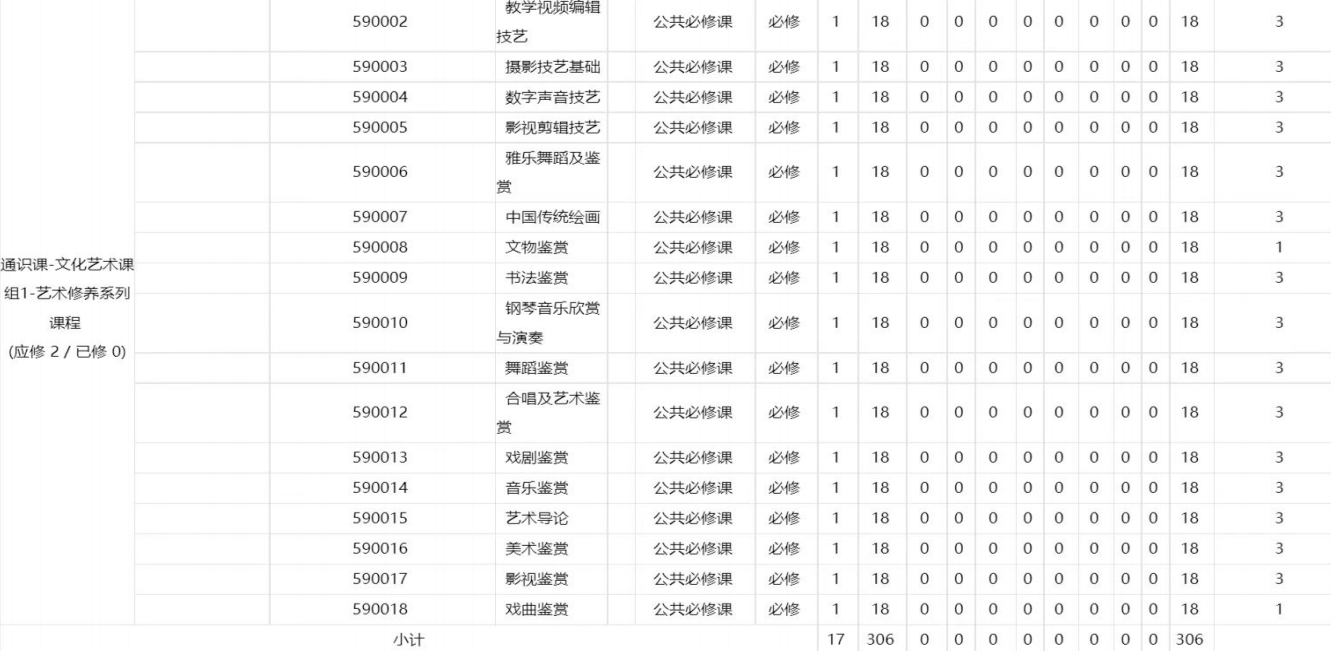 590002 教学视频编辑技艺 公共必修课 必修 1 18 0 0 0 0 0 0 0 0 18 3
590003 摄影技艺基础 公共必修课 必修 1 18 0 0 0 0 0 0 0 0 18 3
590004 数字声音技艺 公共必修课 必修 1 18 0 0 0 0 0 0 0 0 18 3
590005 影视剪辑技艺 公共必修课 必修 1 18 0 0 0 0 0 0 0 0 18 3
590006 雅乐舞蹈及鉴赏 公共必修课 必修 1 18 0 0 0 0 0 0 0 0 18 3
590007 中国传统绘画 公共必修课 必修 1 18 0 0 0 0 0 0 0 0 18 3
590008 文物鉴赏 公共必修课 必修 1 18 0 0 0 0 0 0 0 0 18 1
通识课-文化艺术课
组1-艺术修养系列
课程
(应修 2 / 已修 0)
590009 书法鉴赏 公共必修课 必修 1 18 0 0 0 0 0 0 0 0 18 3
590010 钢琴音乐欣赏与演奏 公共必修课 必修 1 18 0 0 0 0 0 0 0 0 18 3
590011 舞蹈鉴赏 公共必修课 必修 1 18 0 0 0 0 0 0 0 0 18 3
590012 合唱及艺术鉴赏 公共必修课 必修 1 18 0 0 0 0 0 0 0 0 18 3
590013 戏剧鉴赏 公共必修课 必修 1 18 0 0 0 0 0 0 0 0 18 3
590014 音乐鉴赏 公共必修课 必修 1 18 0 0 0 0 0 0 0 0 18 3
590015 艺术导论 公共必修课 必修 1 18 0 0 0 0 0 0 0 0 18 3
590016 美术鉴赏 公共必修课 必修 1 18 0 0 0 0 0 0 0 0 18 3
590017 影视鉴赏 公共必修课 必修 1 18 0 0 0 0 0 0 0 0 18 3
590018 戏曲鉴赏 公共必修课 必修 1 18 0 0 0 0 0 0 0 0 18 1
小计 17 306 0 0 0 0 0 0 0 0 306